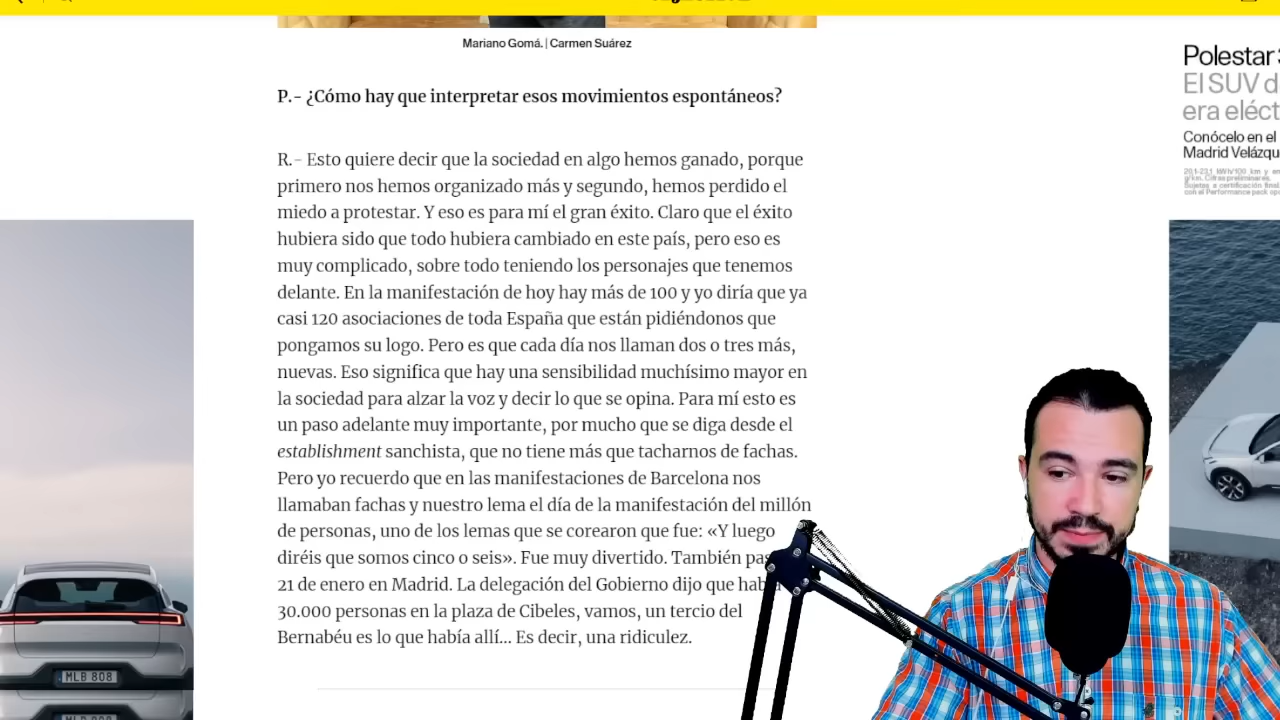 Mariano Gomá. | Carmen Suárez
P.- ¿Cómo hay que interpretar esos movimientos espontáneos?
R.- Esto quiere decir que la sociedad en algo hemos ganado, porque
primero nos hemos organizado más y segundo, hemos perdido el
miedo a protestar. Y eso es para mí el gran éxito. Claro que el éxito
hubiera sido que todo hubiera cambiado en este país, pero eso es
muy complicado, sobre todo teniendo los personajes que tenemos
delante. En la manifestación de hoy hay más de 100 y yo diría que ya
casi 120 asociaciones de toda España que están pidiéndonos que
pongamos su logo. Pero es que cada día nos llaman dos o tres más,
nuevas. Eso significa que hay una sensibilidad muchísimo mayor en
la sociedad para alzar la voz y decir lo que se opina. Para mí esto es
un paso adelante muy importante, por mucho que se diga desde el
establishment sanchista, que no tiene más que tacharnos de fachas.
Pero yo recuerdo que en las manifestaciones de Barcelona nos
llamaban fachas y nuestro lema el día de la manifestación del millón
de personas, uno de los lemas que se corearon que fue: «Y luego
diréis que somos cinco o seis». Fue muy divertido. También
21 de enero en Madrid. La delegación del Gobierno dijo que
30.000 personas en la plaza de Cibeles, vamos, un tercio del
Bernabéu es lo que había allí... Es decir, una ridiculez.
Polestar
El SUV
era
Conócelo en el
Madrid
MLB 808